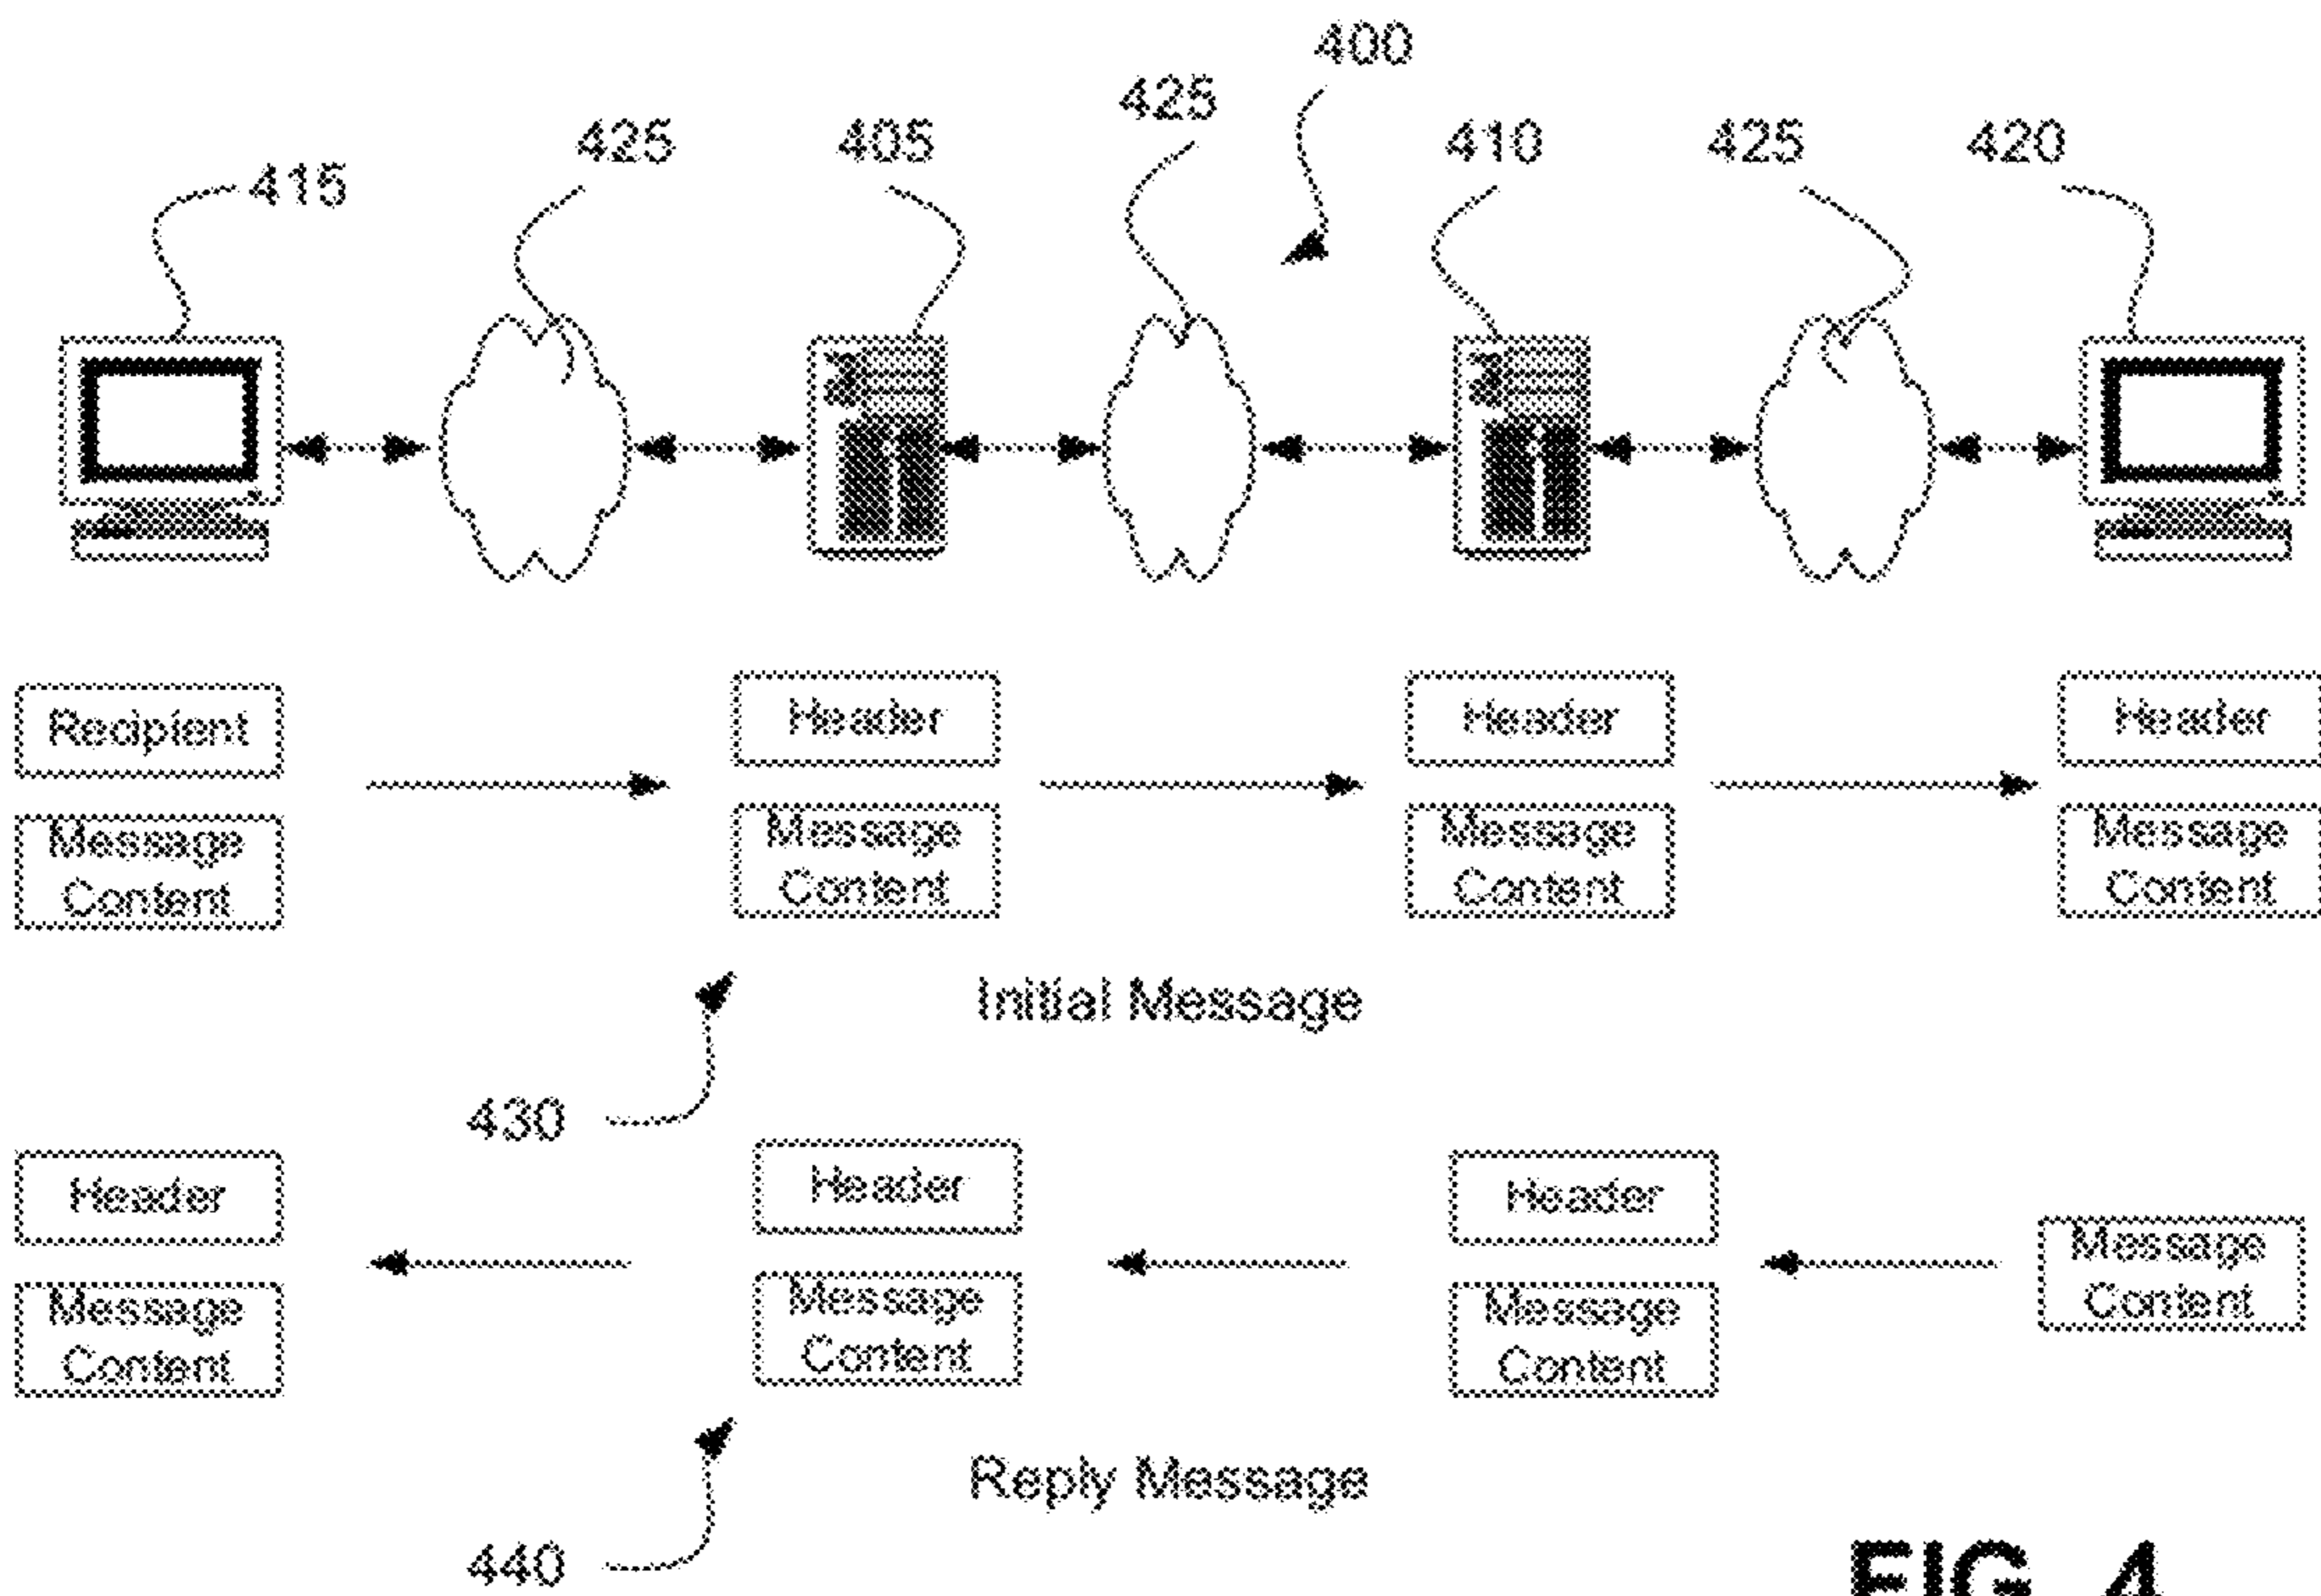 400
425
425
405
410
425
420
415
Recipient
Header
Header
Header
Message
Content
Message
Content
Message
Content
Message
Content
Initial Message
430
Header
Header
Header
Message
Content
Message
Content
Message
Content
Message
Content
Reply Message
440
FIG. 4